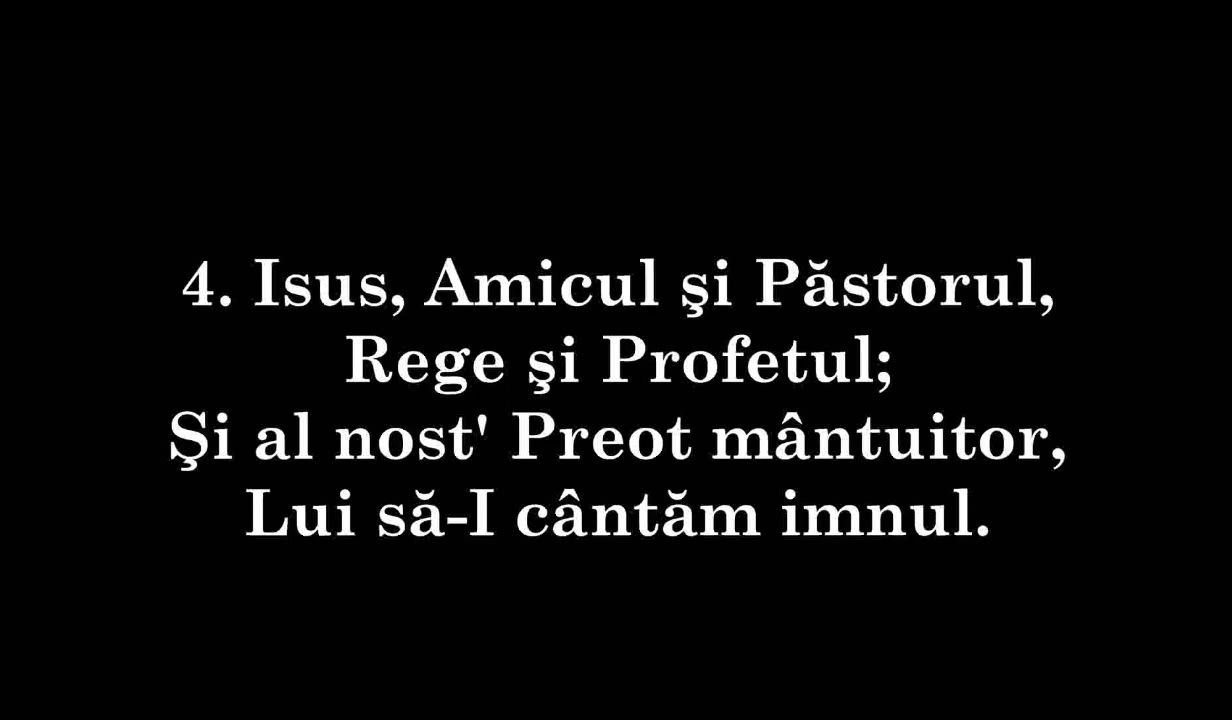 4. Isus, Amicul şi Păstorul,
Rege şi Profetul;
Şi al nost' Preot mântuitor,
Lui să-I cântăm imnul.